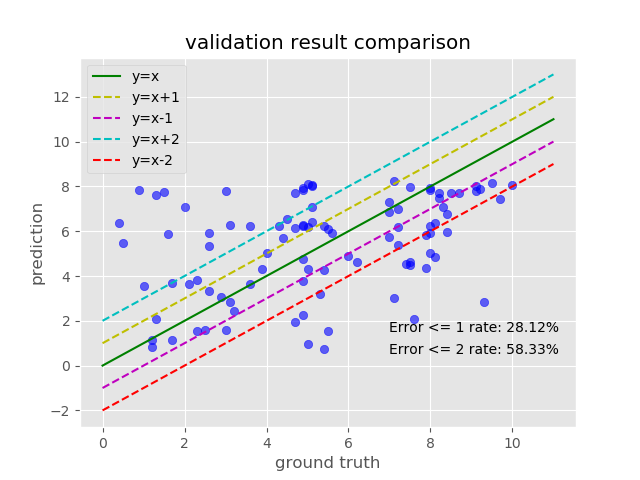 validation result comparison
y=x
y=x+1
y=x-1
y=x+2
y=x-2
12
10
8
6
4
2
0
−2
prediction
Error <= 1 rate: 28.12%
Error <= 2 rate: 58.33%
0 2 4 6 8 10
ground truth